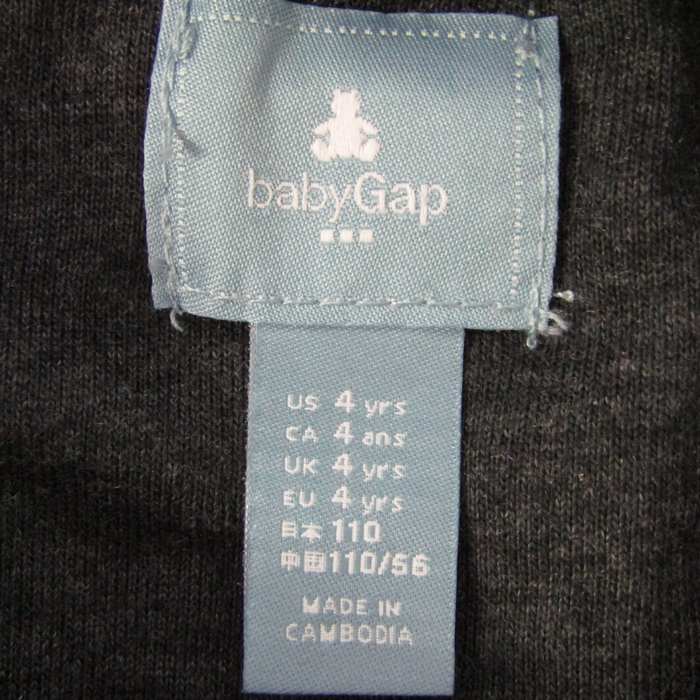 babyGap
US 4 yrs
CA 4 ans
UK 4 yrs
EU 4 yrs
日本 110
中国 110/56
MADE IN
CAMBODIA